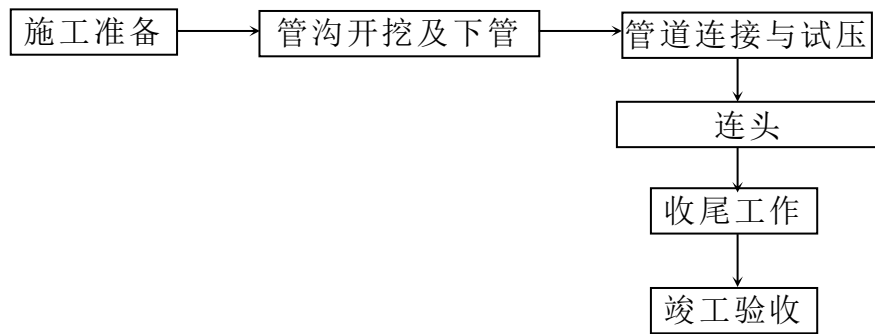 施工准备
管沟开挖及下管
管道连接与试压
连头
收尾工作
竣工验收